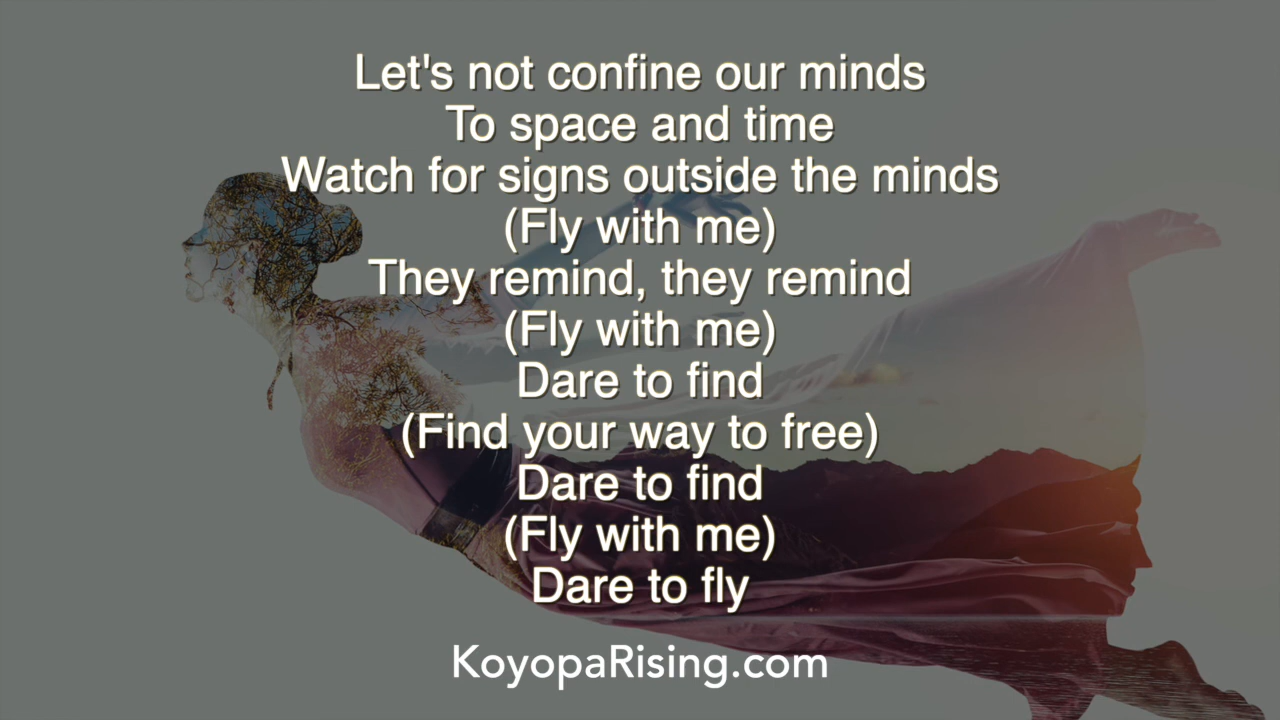 Let's not confine our minds
To space and time
Watch for signs outside the minds
(Fly with me)
They remind, they remind
(Fly with me)
Dare to find
(Find your way to free)
Dare to find
(Fly with me)
Dare to fly
KoyopaRising.com